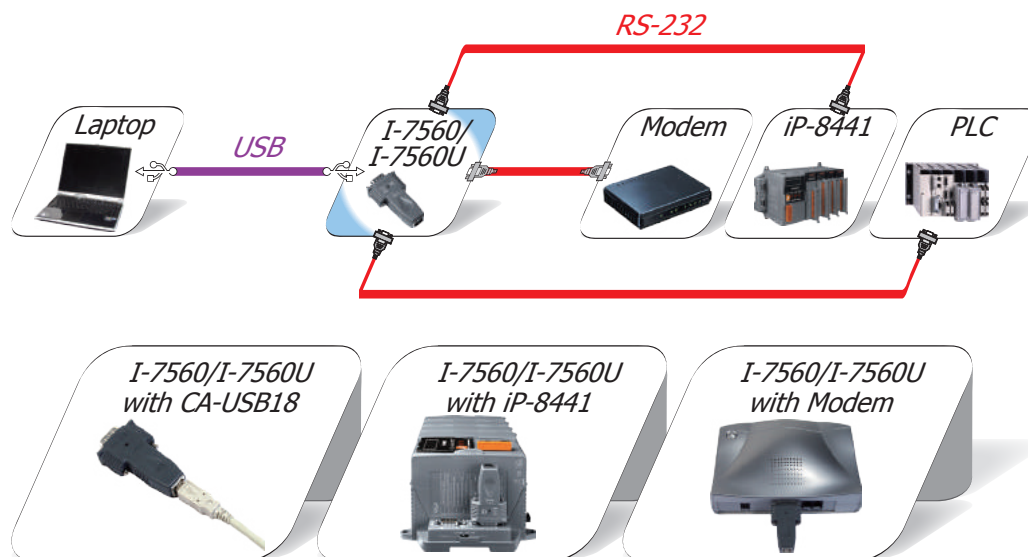 RS-232
Laptop
USB
I-7560/
I-7560U
Modem
iP-8441
PLC
I-7560/I-7560U
with CA-USB18
I-7560/I-7560U
with iP-8441
I-7560/I-7560U
with Modem